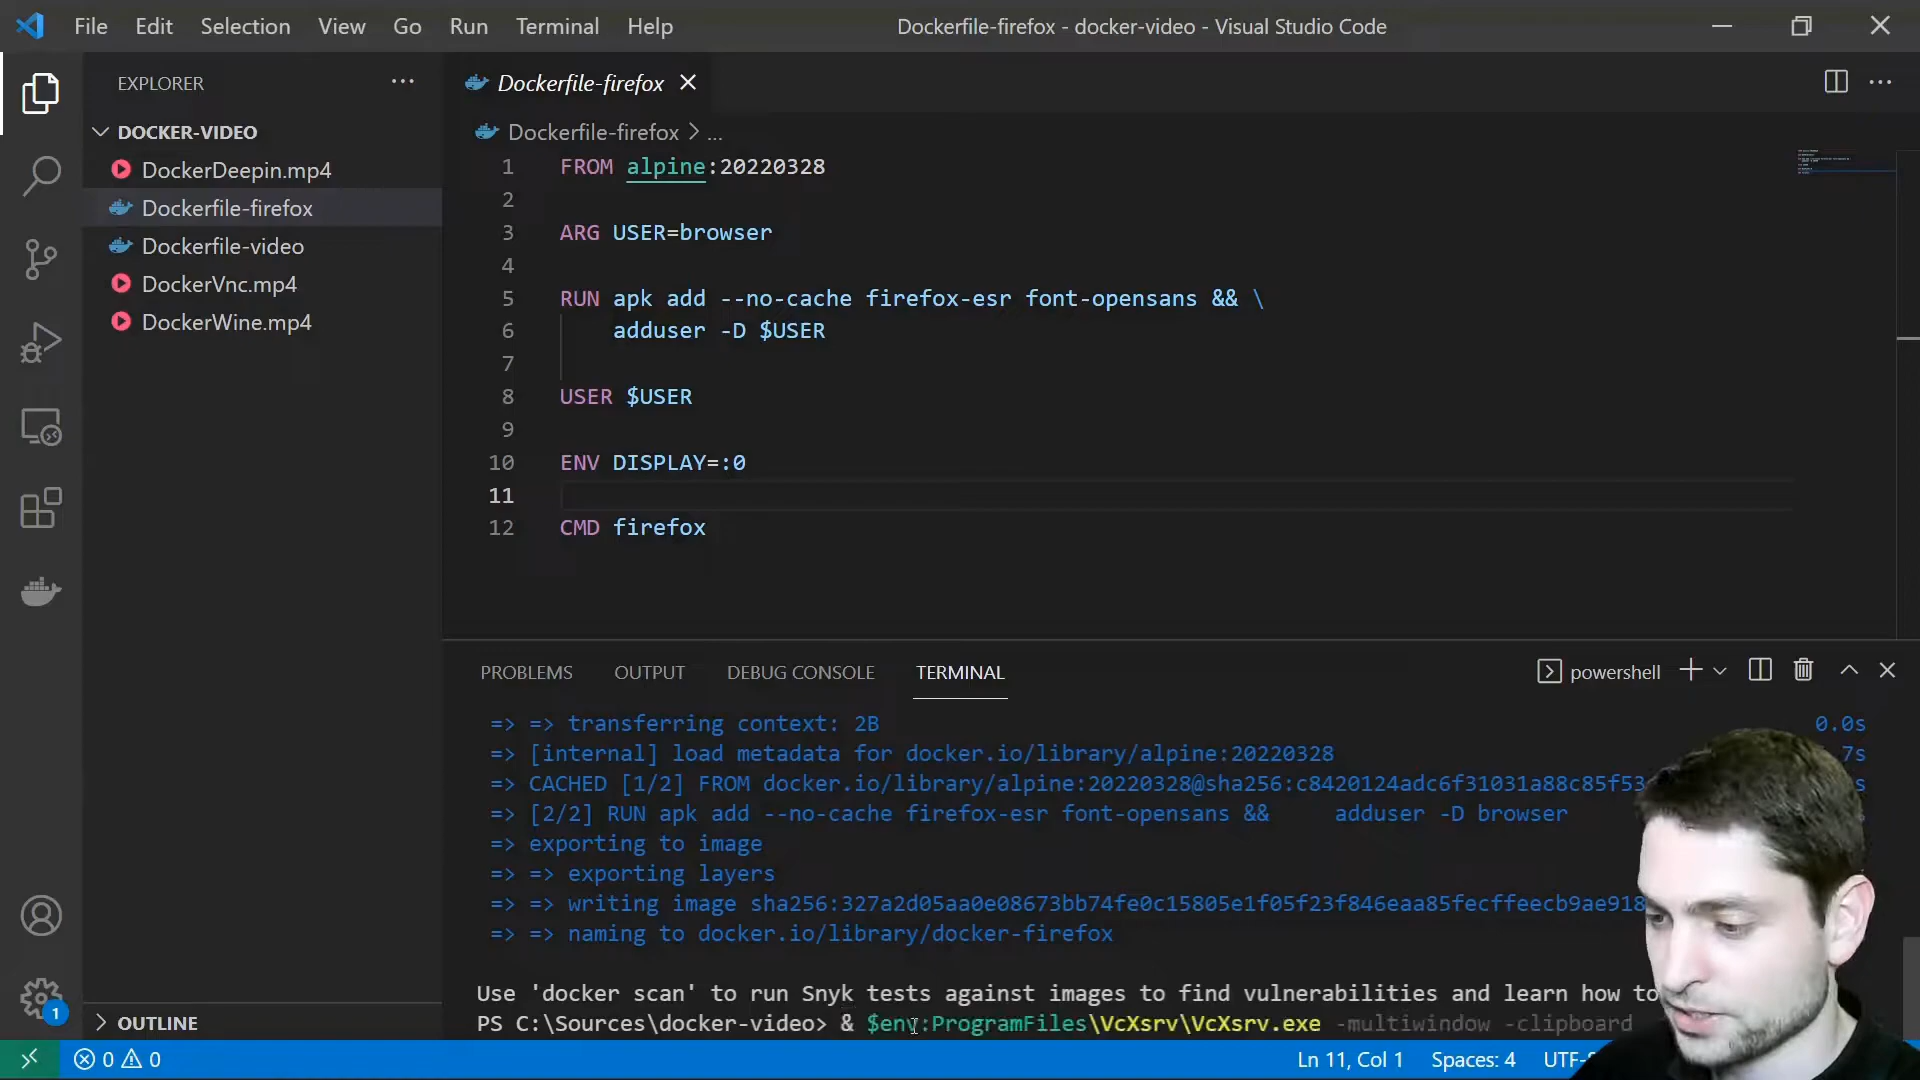 File Edit Selection View Go Run Terminal Help Dockerfile-firefox - docker-video - Visual Studio Code
EXPLORER
DOCKER-VIDEO
DockerDeepin.mp4
Dockerfile-firefox
Dockerfile-video
DockerVnc.mp4
DockerWine.mp4
OUTLINE
Dockerfile-firefox
Dockerfile-firefox > ...
1 FROM alpine:20220328
2
3 ARG USER=browser
4
5 RUN apk add --no-cache firefox-esr font-opensans && \
6 adduser -D $USER
7
8 USER $USER
9
10 ENV DISPLAY=:0
11
12 CMD firefox
PROBLEMS OUTPUT DEBUG CONSOLE TERMINAL powershell
=> => transferring context: 2B 0.0s
=> [internal] load metadata for docker.io/library/alpine:20220328 7s
=> CACHED [1/2] FROM docker.io/library/alpine:20220328@sha256:c8420124adc6f31031a88c85f53c s
=> [2/2] RUN apk add --no-cache firefox-esr font-opensans && adduser -D browser
=> exporting to image
=> => exporting layers
=> => writing image sha256:327a2d05aa0e08673bb74fe0c15805e1f05f23f846eaa85fecffeecb9ae918
=> => naming to docker.io/library/docker-firefox
Use 'docker scan' to run Snyk tests against images to find vulnerabilities and learn how to
PS C:\Sources\docker-video> & $env:ProgramFiles\VcXsrv\VcXsrv.exe -multiwindow -clipboard
1
0 0 Ln 11, Col 1 Spaces: 4 UTF-